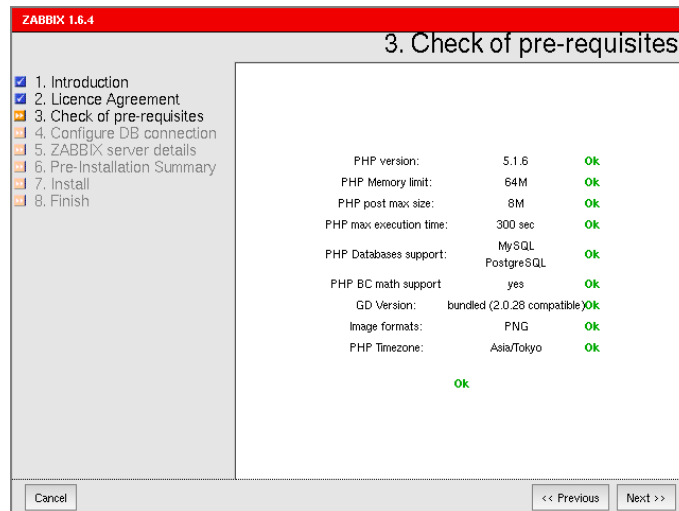 ZABBIX 1.6.4
3. Check of pre-requisites
1. Introduction
2. Licence Agreement
3. Check of pre-requisites
4. Configure DB connection
5. ZABBIX server details
6. Pre-Installation Summary
7. Install
8. Finish
PHP version: 5.1.6 Ok
PHP Memory limit: 64M Ok
PHP post max size: 8M Ok
PHP max execution time: 300 sec Ok
PHP Databases support: MySQL
PostgreSQL Ok
PHP BC math support yes Ok
GD Version: bundled (2.0.28 compatible) Ok
Image formats: PNG Ok
PHP Timezone: Asia/Tokyo Ok
Ok
Cancel << Previous Next >>